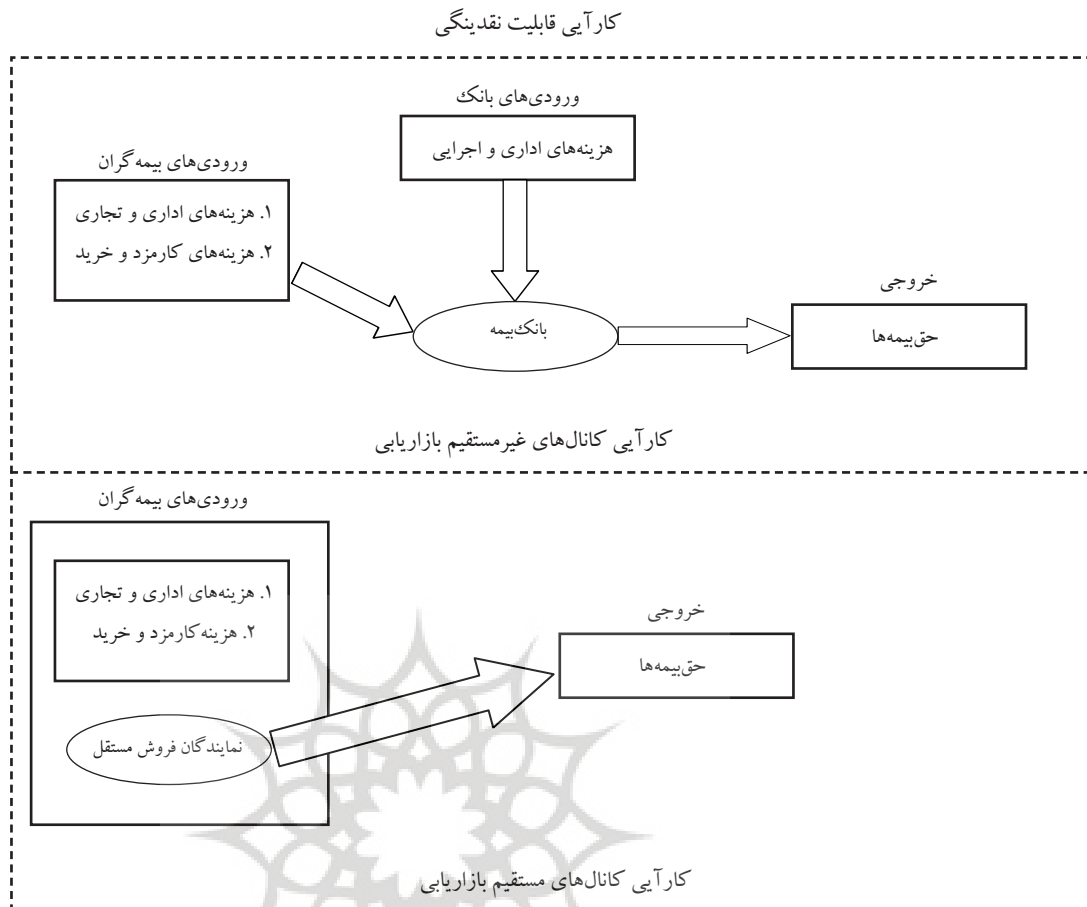 کارآیی قابلیت نقدینگی
ورودی‌های بانک
هزینه‌های اداری و اجرایی
ورودی‌های بیمه‌گران
۱. هزینه‌های اداری و تجاری
۲. هزینه‌های کارمزد و خرید
بانک‌بیمه
خروجی
حق‌بیمه‌ها
کارآیی کانال‌های غیرمستقیم بازاریابی
ورودی‌های بیمه‌گران
۱. هزینه‌های اداری و تجاری
۲. هزینه کارمزد و خرید
نمایندگان فروش مستقل
خروجی
حق‌بیمه‌ها
کارآیی کانال‌های مستقیم بازاریابی